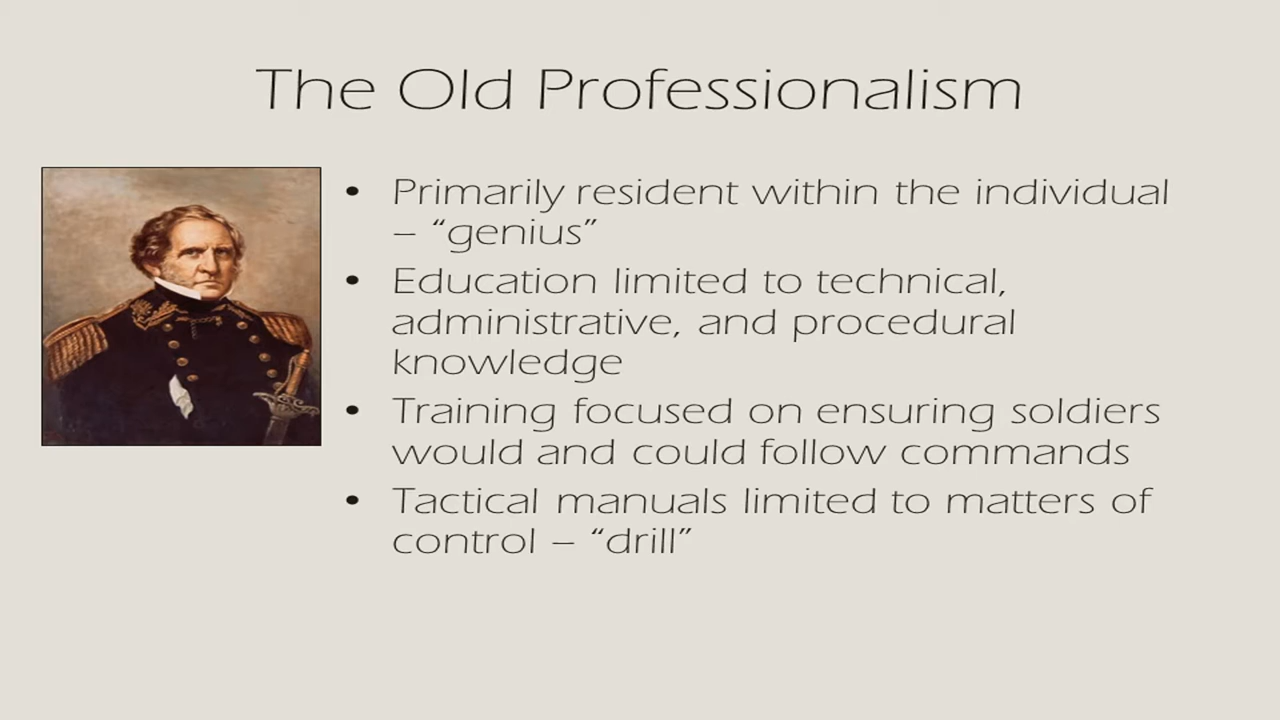 The Old Professionalism
• Primarily resident within the individual
– “genius”
• Education limited to technical,
administrative, and procedural
knowledge
• Training focused on ensuring soldiers
would and could follow commands
• Tactical manuals limited to matters of
control – “drill”